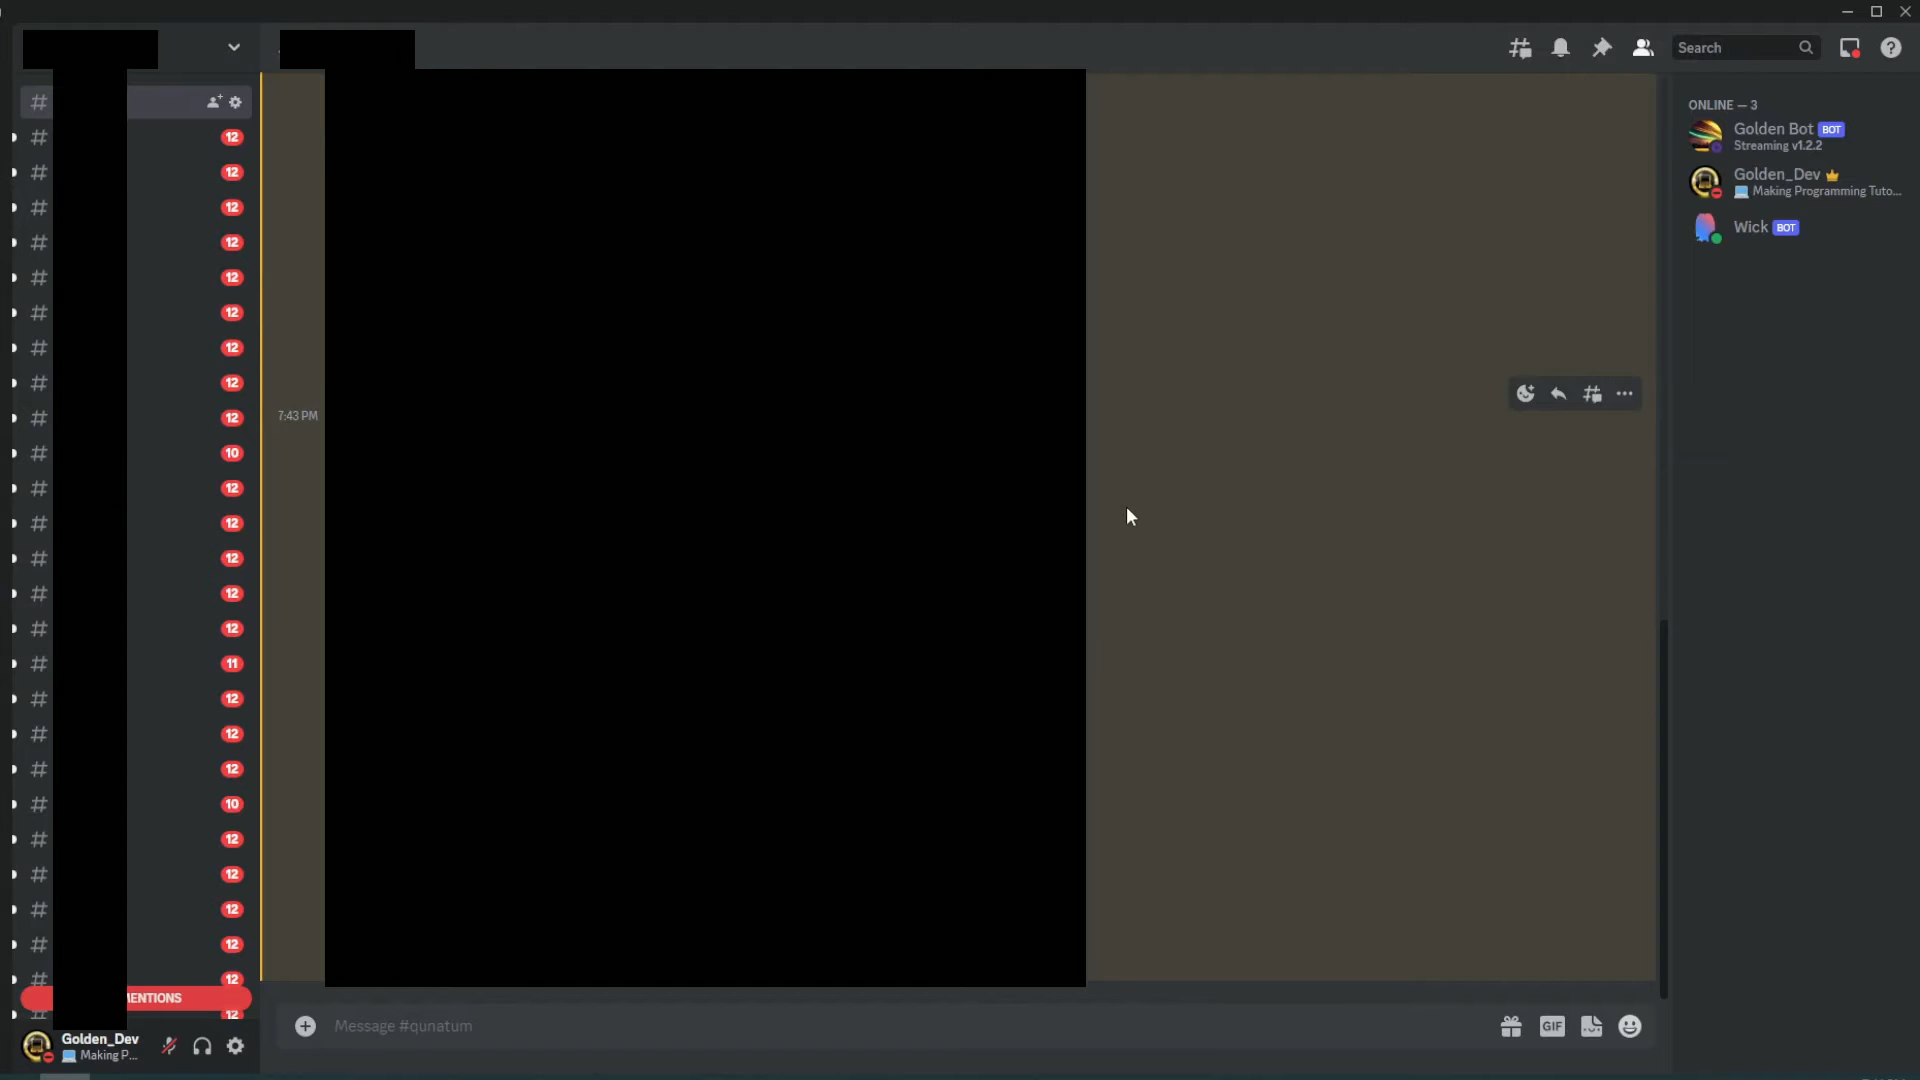 Search
ONLINE — 3
Golden Bot BOT
Streaming v1.2.2
Golden_Dev
Making Programming Tuto...
Wick BOT
12
12
12
12
12
12
12
12
12
7:43 PM
10
12
12
12
12
12
11
12
12
12
10
12
12
12
12
12
MENTIONS
12
Message #qunatum
GIF
Golden_Dev
Making P...